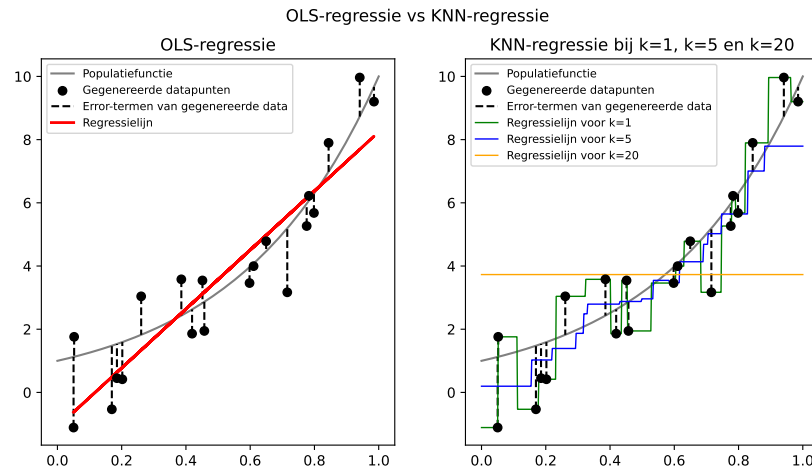 OLS-regressie vs KNN-regressie
OLS-regressie
Populatiefunctie
Gegenereerde datapunten
Error-termen van gegenereerde data
Regressielijn
10
8
6
4
2
0
0.0 0.2 0.4 0.6 0.8 1.0
KNN-regressie bij k=1, k=5 en k=20
Populatiefunctie
Gegenereerde datapunten
Error-termen van gegenereerde data
Regressielijn voor k=1
Regressielijn voor k=5
Regressielijn voor k=20
10
8
6
4
2
0
0.0 0.2 0.4 0.6 0.8 1.0